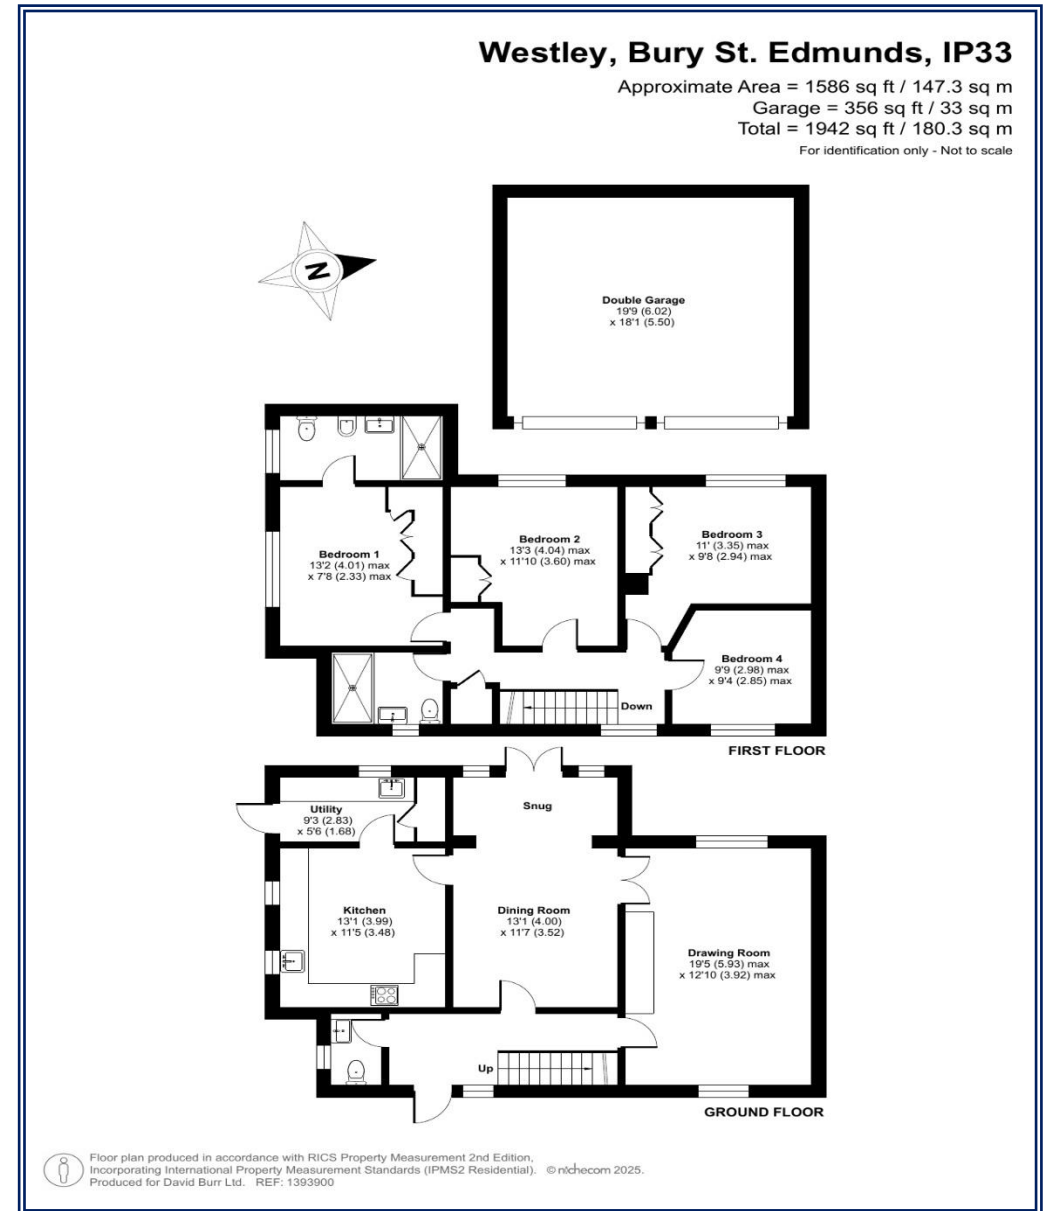 Westley, Bury St. Edmunds, IP33
Approximate Area = 1586 sq ft / 147.3 sq m
Garage = 356 sq ft / 33 sq m
Total = 1942 sq ft / 180.3 sq m
For identification only - Not to scale
N
Double Garage
19'9 (6.02)
x 18'1 (5.50)
Bedroom 1
13'2 (4.01) max
x 7'8 (2.33) max
Bedroom 2
13'3 (4.04) max
x 11'10 (3.60) max
Bedroom 3
11' (3.35) max
x 9'8 (2.94) max
Bedroom 4
9'9 (2.98) max
x 9'4 (2.85) max
Down
FIRST FLOOR
Utility
9'3 (2.83)
x 5'6 (1.68)
Snug
Kitchen
13'1 (3.99)
x 11'5 (3.48)
Dining Room
13'1 (4.00)
x 11'7 (3.52)
Drawing Room
19'5 (5.93) max
x 12'10 (3.92) max
Up
GROUND FLOOR
Floor plan produced in accordance with RICS Property Measurement 2nd Edition,
Incorporating International Property Measurement Standards (IPMS2 Residential). © nichecom 2025.
Produced for David Burr Ltd. REF: 1393900